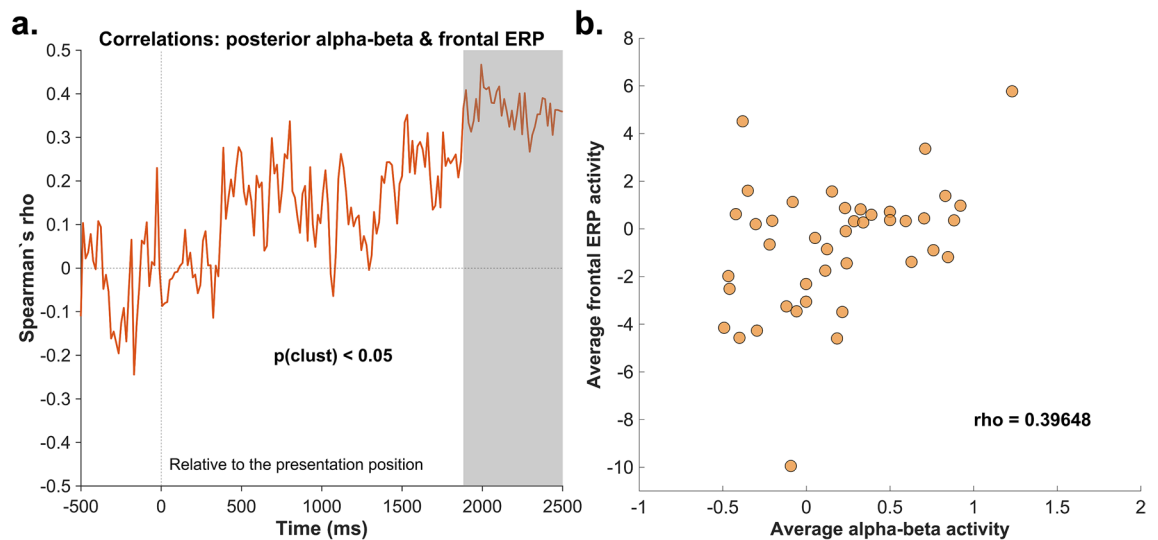 a.
Correlations: posterior alpha-beta & frontal ERP
0.5
0.4
0.3
0.2
0.1
0
-0.1
-0.2
-0.3
-0.4
-0.5
Spearman`s rho
p(clust) < 0.05
Relative to the presentation position
-500 0 500 1000 1500 2000 2500
Time (ms)
b.
8
6
4
2
0
-2
-4
-6
-8
-10
Average frontal ERP activity
rho = 0.39648
-1 -0.5 0 0.5 1 1.5 2
Average alpha-beta activity